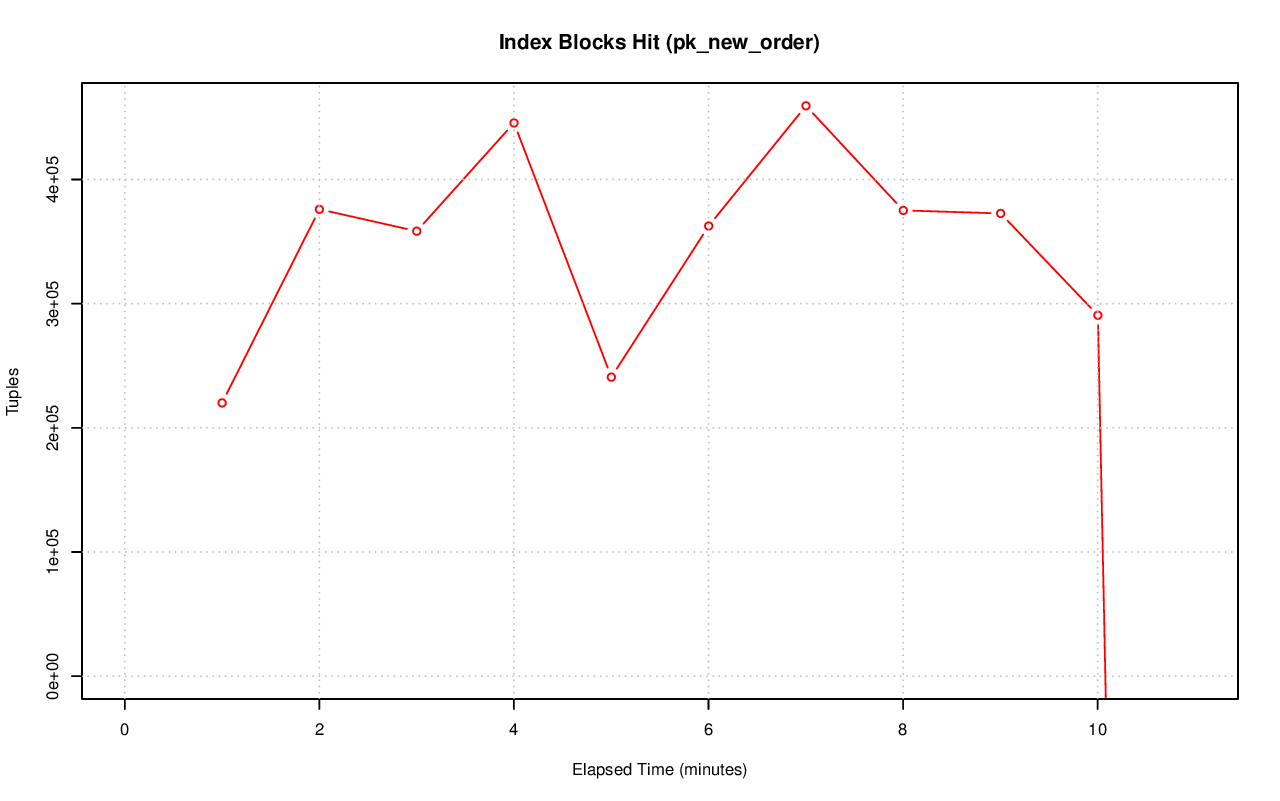 Index Blocks Hit (pk_new_order)
Tuples
4e+05
3e+05
2e+05
1e+05
0e+00
0 2 4 6 8 10
Elapsed Time (minutes)